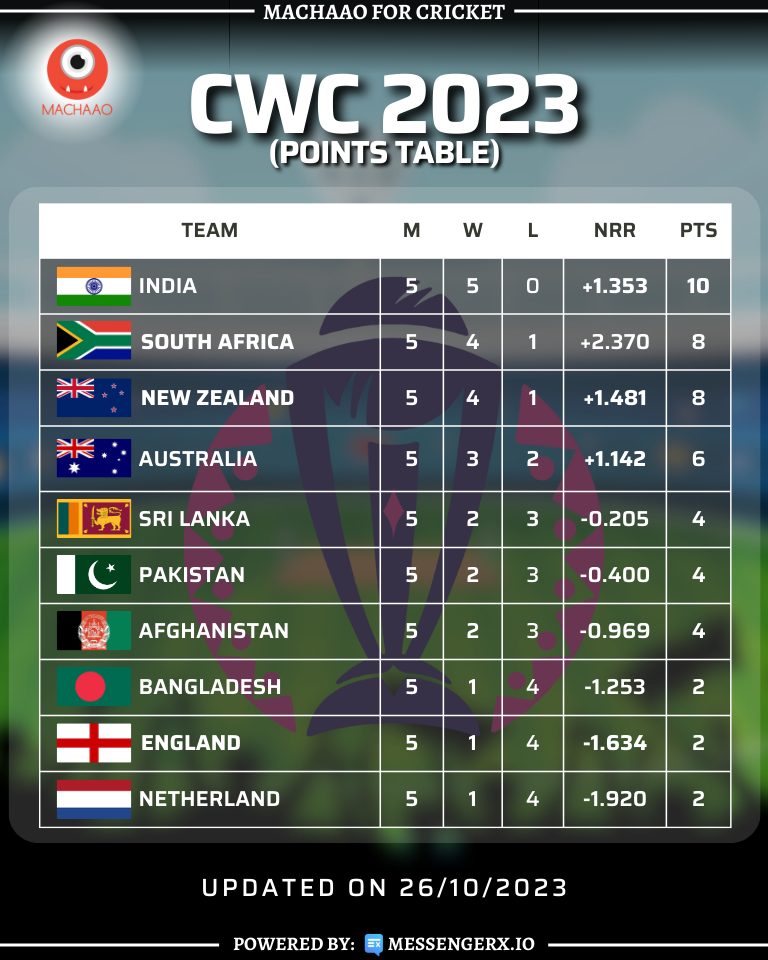 MACHAAO FOR CRICKET
MACHAAO
CWC 2023
(POINTS TABLE)
TEAM M W L NRR PTS
INDIA 5 5 0 +1.353 10
SOUTH AFRICA 5 4 1 +2.370 8
NEW ZEALAND 5 4 1 +1.481 8
AUSTRALIA 5 3 2 +1.142 6
SRI LANKA 5 2 3 -0.205 4
PAKISTAN 5 2 3 -0.400 4
AFGHANISTAN 5 2 3 -0.969 4
BANGLADESH 5 1 4 -1.253 2
ENGLAND 5 1 4 -1.634 2
NETHERLAND 5 1 4 -1.920 2
UPDATED ON 26/10/2023
POWERED BY: MESSENGERX.IO